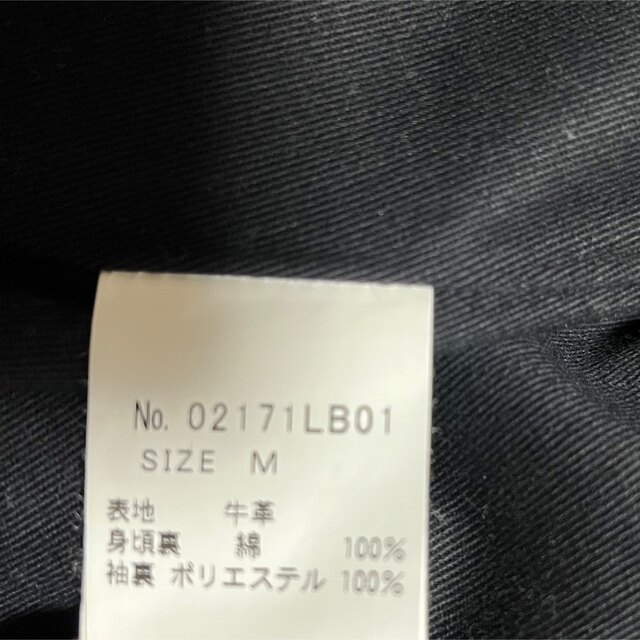 No. 02171LB01
SIZE M
表地 牛革
身頃裏 綿 100%
袖裏 ポリエステル 100%